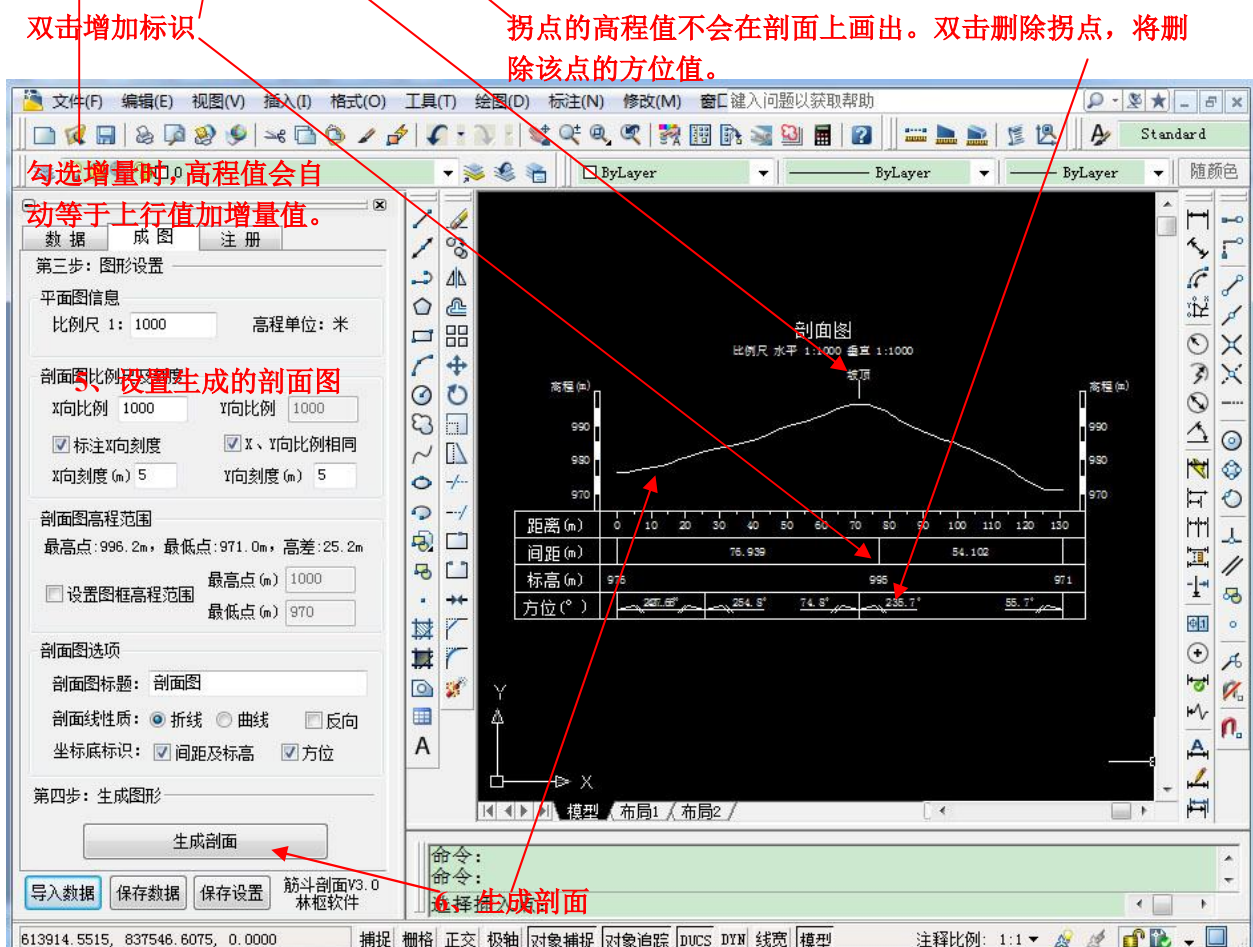 双击增加标识
拐点的高程值不会在剖面上画出。双击删除拐点，将删
除该点的方位值。
文件(F) 编辑(E) 视图(V) 插入(I) 格式(O) 工具(T) 绘图(D) 标注(N) 修改(M) 窗口 键入问题以获取帮助
Standard
0 ByLayer ByLayer ByLayer 随颜色
勾选增量时，高程值会自
动等于上行值加增量值。
数 据 成 图 注 册
第三步：图形设置
平面图信息
比例尺 1: 1000 高程单位：米
剖面图比例尺及刻度
5、设置生成的剖面图
X向比例 1000 Y向比例 1000
标注X向刻度 X、Y向比例相同
X向刻度(m) 5 Y向刻度(m) 5
剖面图高程范围
最高点:996.2m，最低点:971.0m，高差:25.2m
设置图框高程范围 最高点(m) 1000
最低点(m) 970
剖面图选项
剖面图标题： 剖面图
剖面线性质： 折线 曲线 反向
坐标底标识： 间距及标高 方位
第四步：生成图形
生成剖面
导入数据 保存数据 保存设置 筋斗剖面V3.0
林枢软件
剖面图
比例尺 水平 1:1000 垂直 1:1000
坡顶
高程(m) 高程(m)
990 990
980 980
970 970
距离(m) 0 10 20 30 40 50 60 70 80 90 100 110 120 130
间距(m) 76.939 54.102
标高(m) 976 995 971
方位(°) 254.8° 74.8° 235.7° 55.7°
Y
X
模型 布局1 布局2
命令:
命令:
选择插入点:
6、生成剖面
613914.5515, 837546.6075, 0.0000 捕捉 栅格 正交 极轴 对象捕捉 对象追踪 DUCS DYN 线宽 模型 注释比例: 1:1